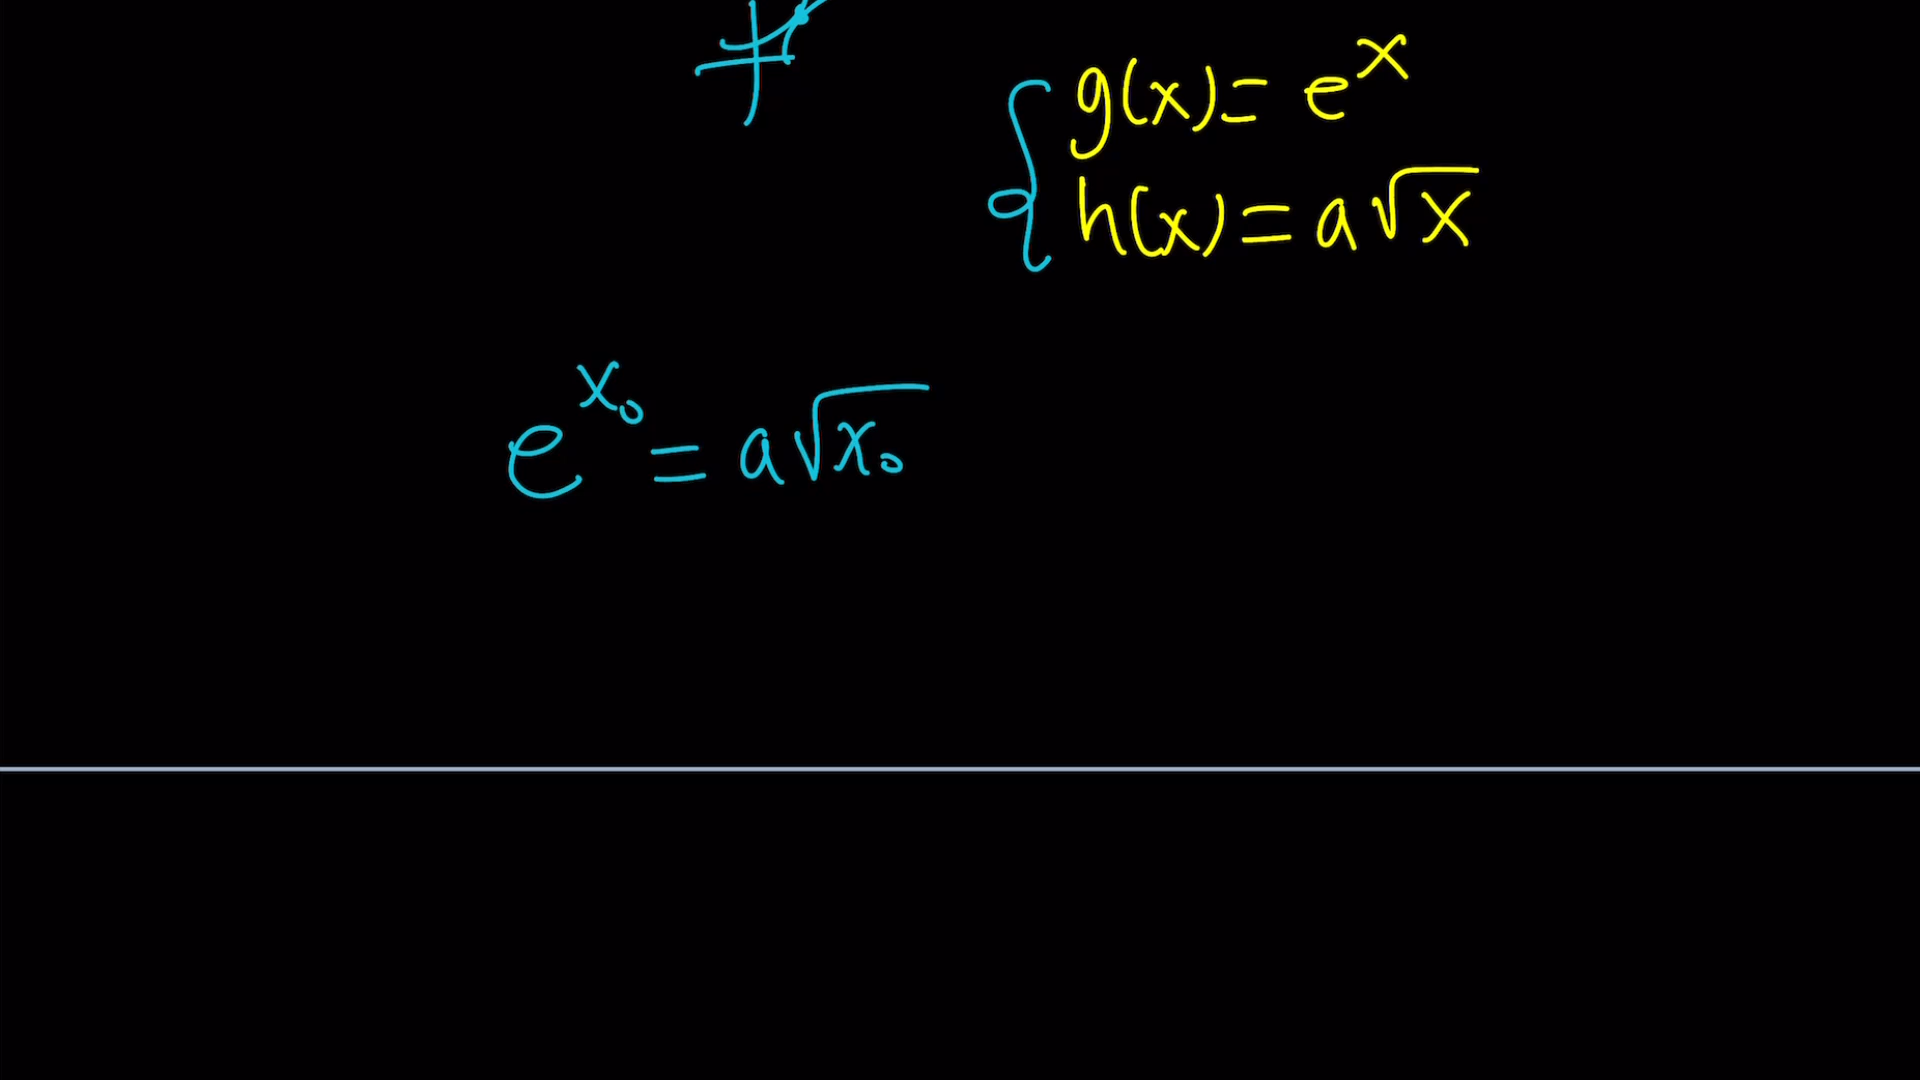 g(x) = e^x
h(x) = a√x
e^x₀ = a√x₀